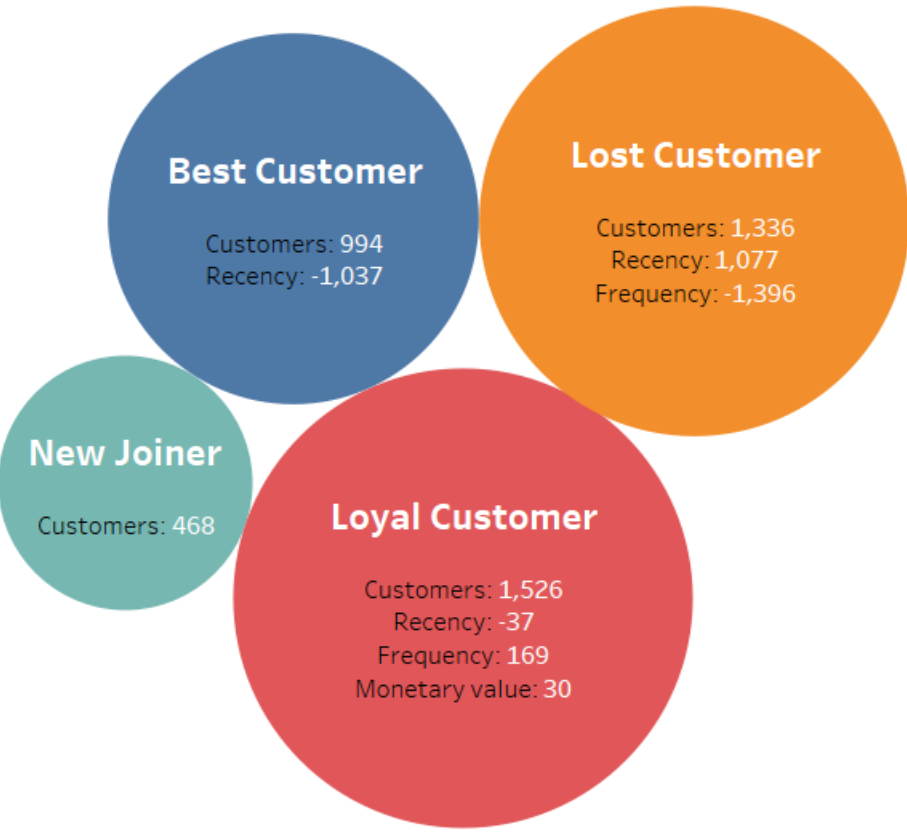 Best Customer
Customers: 994
Recency: -1,037
Lost Customer
Customers: 1,336
Recency: 1,077
Frequency: -1,396
New Joiner
Customers: 468
Loyal Customer
Customers: 1,526
Recency: -37
Frequency: 169
Monetary value: 30